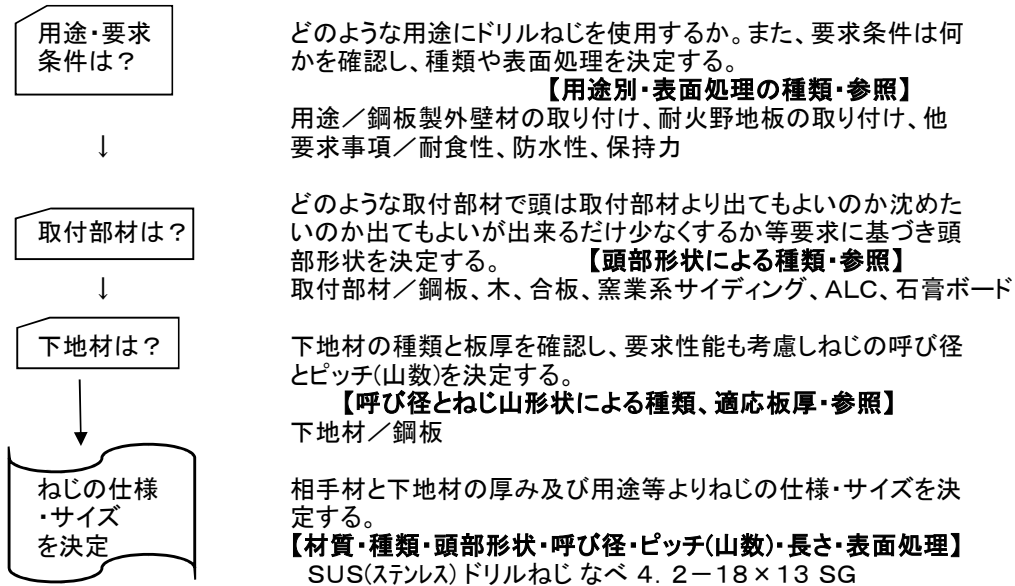 用途・要求
条件は？
どのような用途にドリルねじを使用するか。また、要求条件は何
かを確認し、種類や表面処理を決定する。
【用途別・表面処理の種類・参照】
用途／鋼板製外壁材の取り付け、耐火野地板の取り付け、他
要求事項／耐食性、防水性、保持力
↓
取付部材は？
どのような取付部材で頭は取付部材より出てもよいのか沈めた
いのか出てもよいが出来るだけ少なくするか等要求に基づき頭
部形状を決定する。 【頭部形状による種類・参照】
取付部材／鋼板、木、合板、窯業系サイディング、ALC、石膏ボード
↓
下地材は？
下地材の種類と板厚を確認し、要求性能も考慮しねじの呼び径
とピッチ(山数)を決定する。
【呼び径とねじ山形状による種類、適応板厚・参照】
下地材／鋼板
ねじの仕様
・サイズ
を決定
相手材と下地材の厚み及び用途等よりねじの仕様・サイズを決
定する。
【材質・種類・頭部形状・呼び径・ピッチ(山数)・長さ・表面処理】
SUS(ステンレス)ドリルねじ なべ ４．２－１８×１３ SG